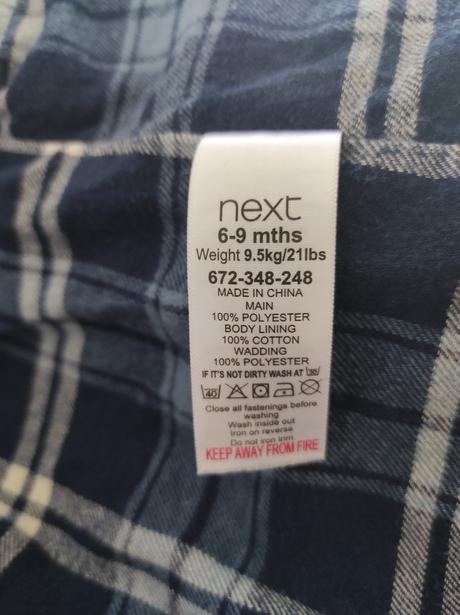 next
6-9 mths
Weight 9.5kg/21lbs
672-348-248
MADE IN CHINA
MAIN
100% POLYESTER
BODY LINING
100% COTTON
WADDING
100% POLYESTER
IF IT'S NOT DIRTY WASH AT 30
40
Close all fastenings before
washing
Wash inside out
Iron on reverse
Do not iron trim
KEEP AWAY FROM FIRE